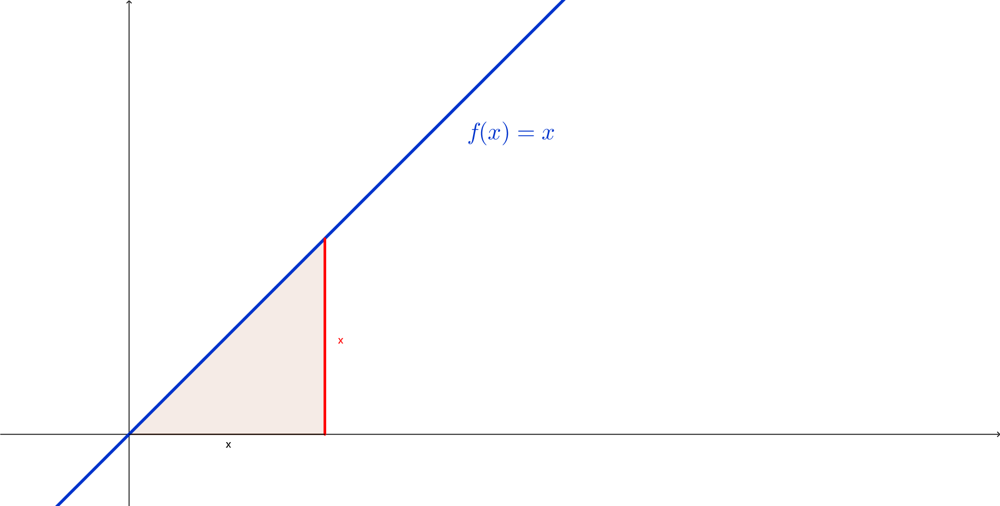 f(x) = x
x
x